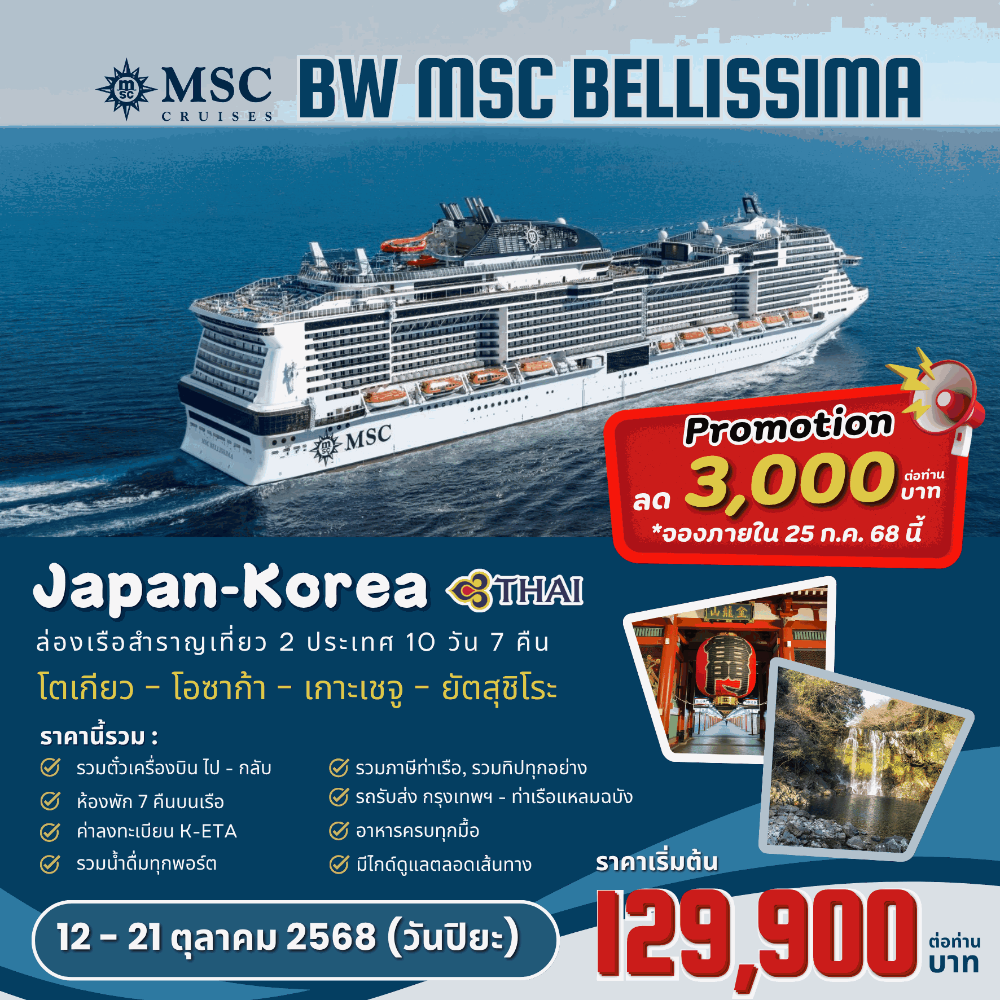 MSC
CRUISES
BW MSC BELLISSIMA
MSC
MSC BELLISSIMA
Promotion
ลด 3,000 ต่อท่าน บาท
*จองภายใน 25 ก.ค. 68 นี้
Japan-Korea THAI
ล่องเรือสำราญเที่ยว 2 ประเทศ 10 วัน 7 คืน
โตเกียว - โอซาก้า - เกาะเชจู - ยัตสุชิโระ
ราคานี้รวม :
รวมตั๋วเครื่องบิน ไป - กลับ
ห้องพัก 7 คืนบนเรือ
ค่าลงทะเบียน K-ETA
รวมน้ำดื่มทุกพอร์ต
รวมภาษีท่าเรือ, รวมทิปทุกอย่าง
รถรับส่ง กรุงเทพฯ - ท่าเรือแหลมฉบัง
อาหารครบทุกมื้อ
มีไกด์ดูแลตลอดเส้นทาง
12 - 21 ตุลาคม 2568 (วันปิยะ)
ราคาเริ่มต้น
129,900 ต่อท่าน บาท